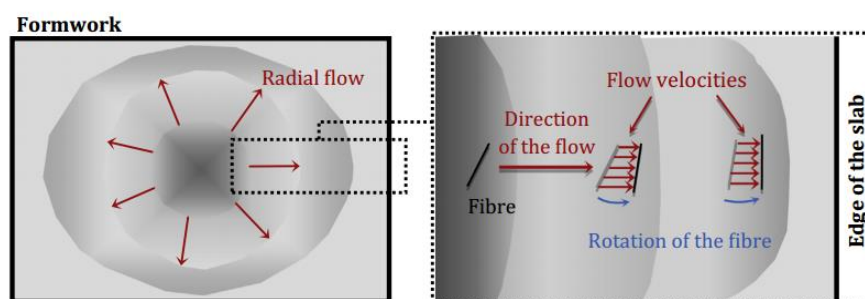 Formwork
Radial flow
Flow velocities
Direction
of the flow
Fibre
Rotation of the fibre
Edge of the slab